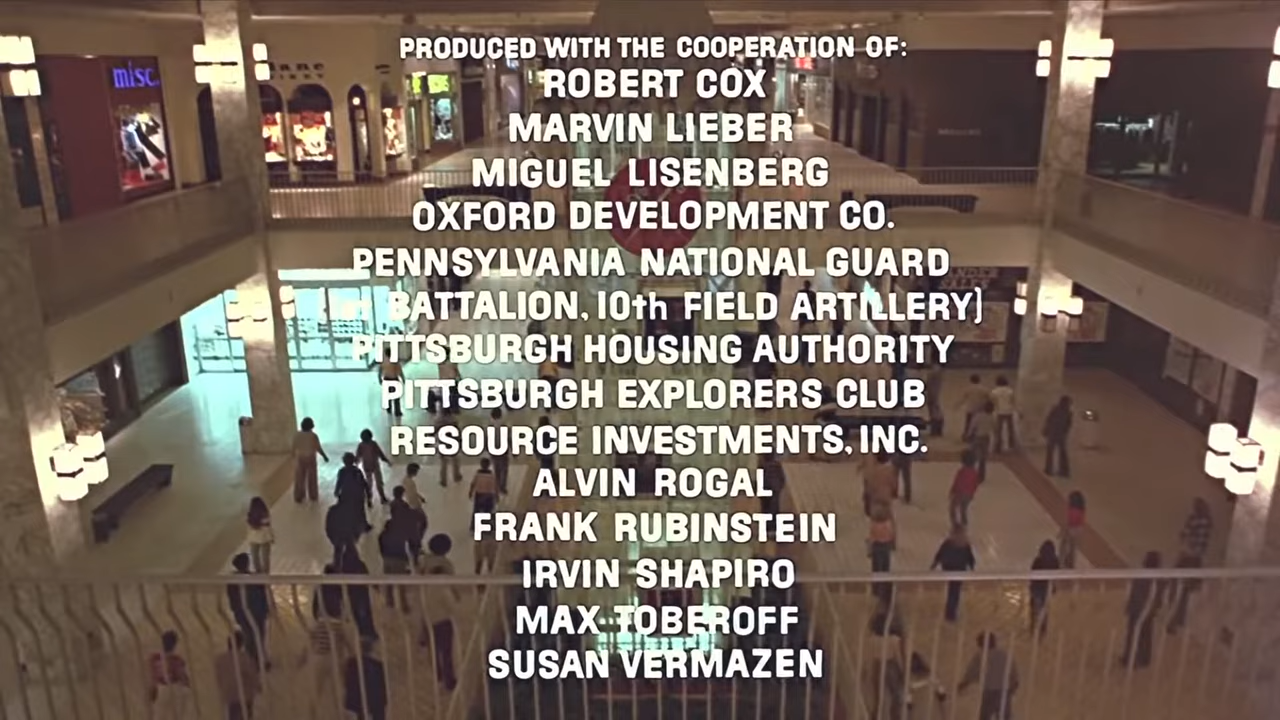 misc.
PRODUCED WITH THE COOPERATION OF:
ROBERT COX
MARVIN LIEBER
MIGUEL LISENBERG
OXFORD DEVELOPMENT CO.
PENNSYLVANIA NATIONAL GUARD
BATTALION, 10th FIELD ARTILLERY)
PITTSBURGH HOUSING AUTHORITY
PITTSBURGH EXPLORERS CLUB
RESOURCE INVESTMENTS, INC.
ALVIN ROGAL
FRANK RUBINSTEIN
IRVIN SHAPIRO
MAX TOBEROFF
SUSAN VERMAZEN